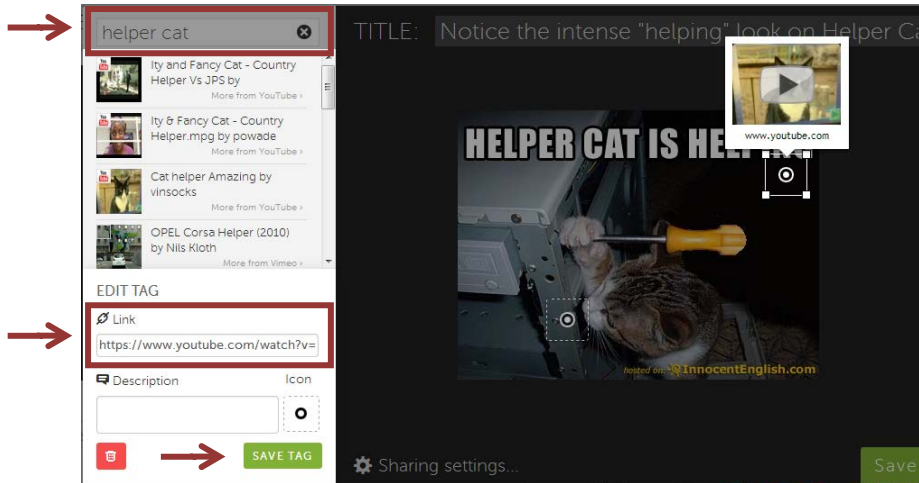 helper cat
Ity and Fancy Cat - Country
Helper Vs JPS by
More from YouTube ›
Ity & Fancy Cat - Country
Helper.mpg by powade
More from YouTube ›
Cat helper Amazing by
vinsocks
More from YouTube ›
OPEL Corsa Helper (2010)
by Nils Kloth
More from Vimeo ›
EDIT TAG
Link
https://www.youtube.com/watch?v=
Description Icon
SAVE TAG
TITLE: Notice the intense "helping" look on Helper Ca
www.youtube.com
HELPER CAT IS
hosted on: InnocentEnglish.com
Sharing settings...
Save